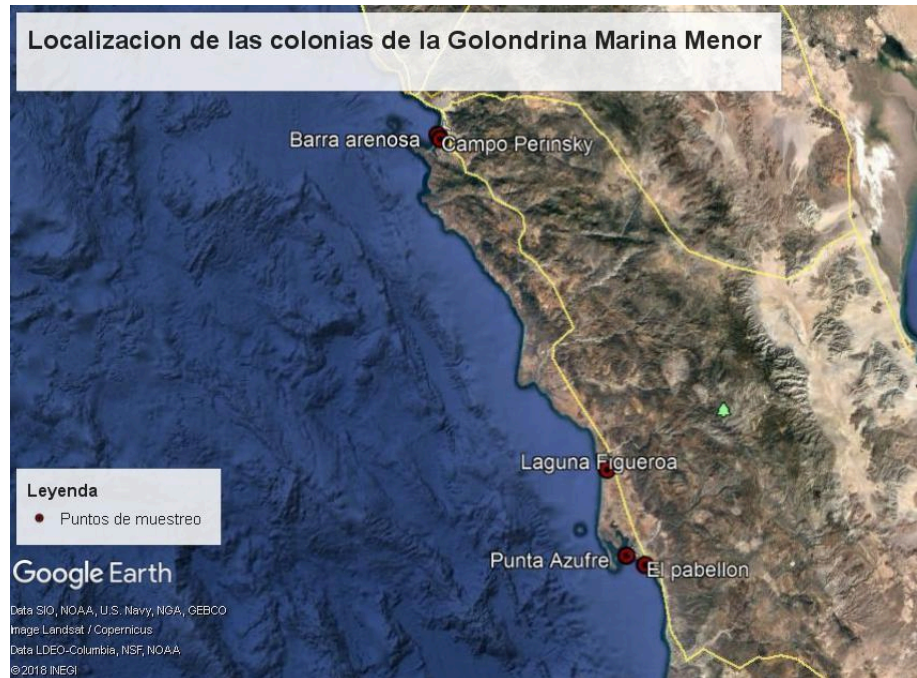 Localizacion de las colonias de la Golondrina Marina Menor
Barra arenosa
Campo Perinsky
Laguna Figueroa
Punta Azufre
El pabellon
Leyenda
Puntos de muestreo
Google Earth
Data SIO, NOAA, U.S. Navy, NGA, GEBCO
Image Landsat / Copernicus
Data LDEO-Columbia, NSF, NOAA
©2018 INEGI